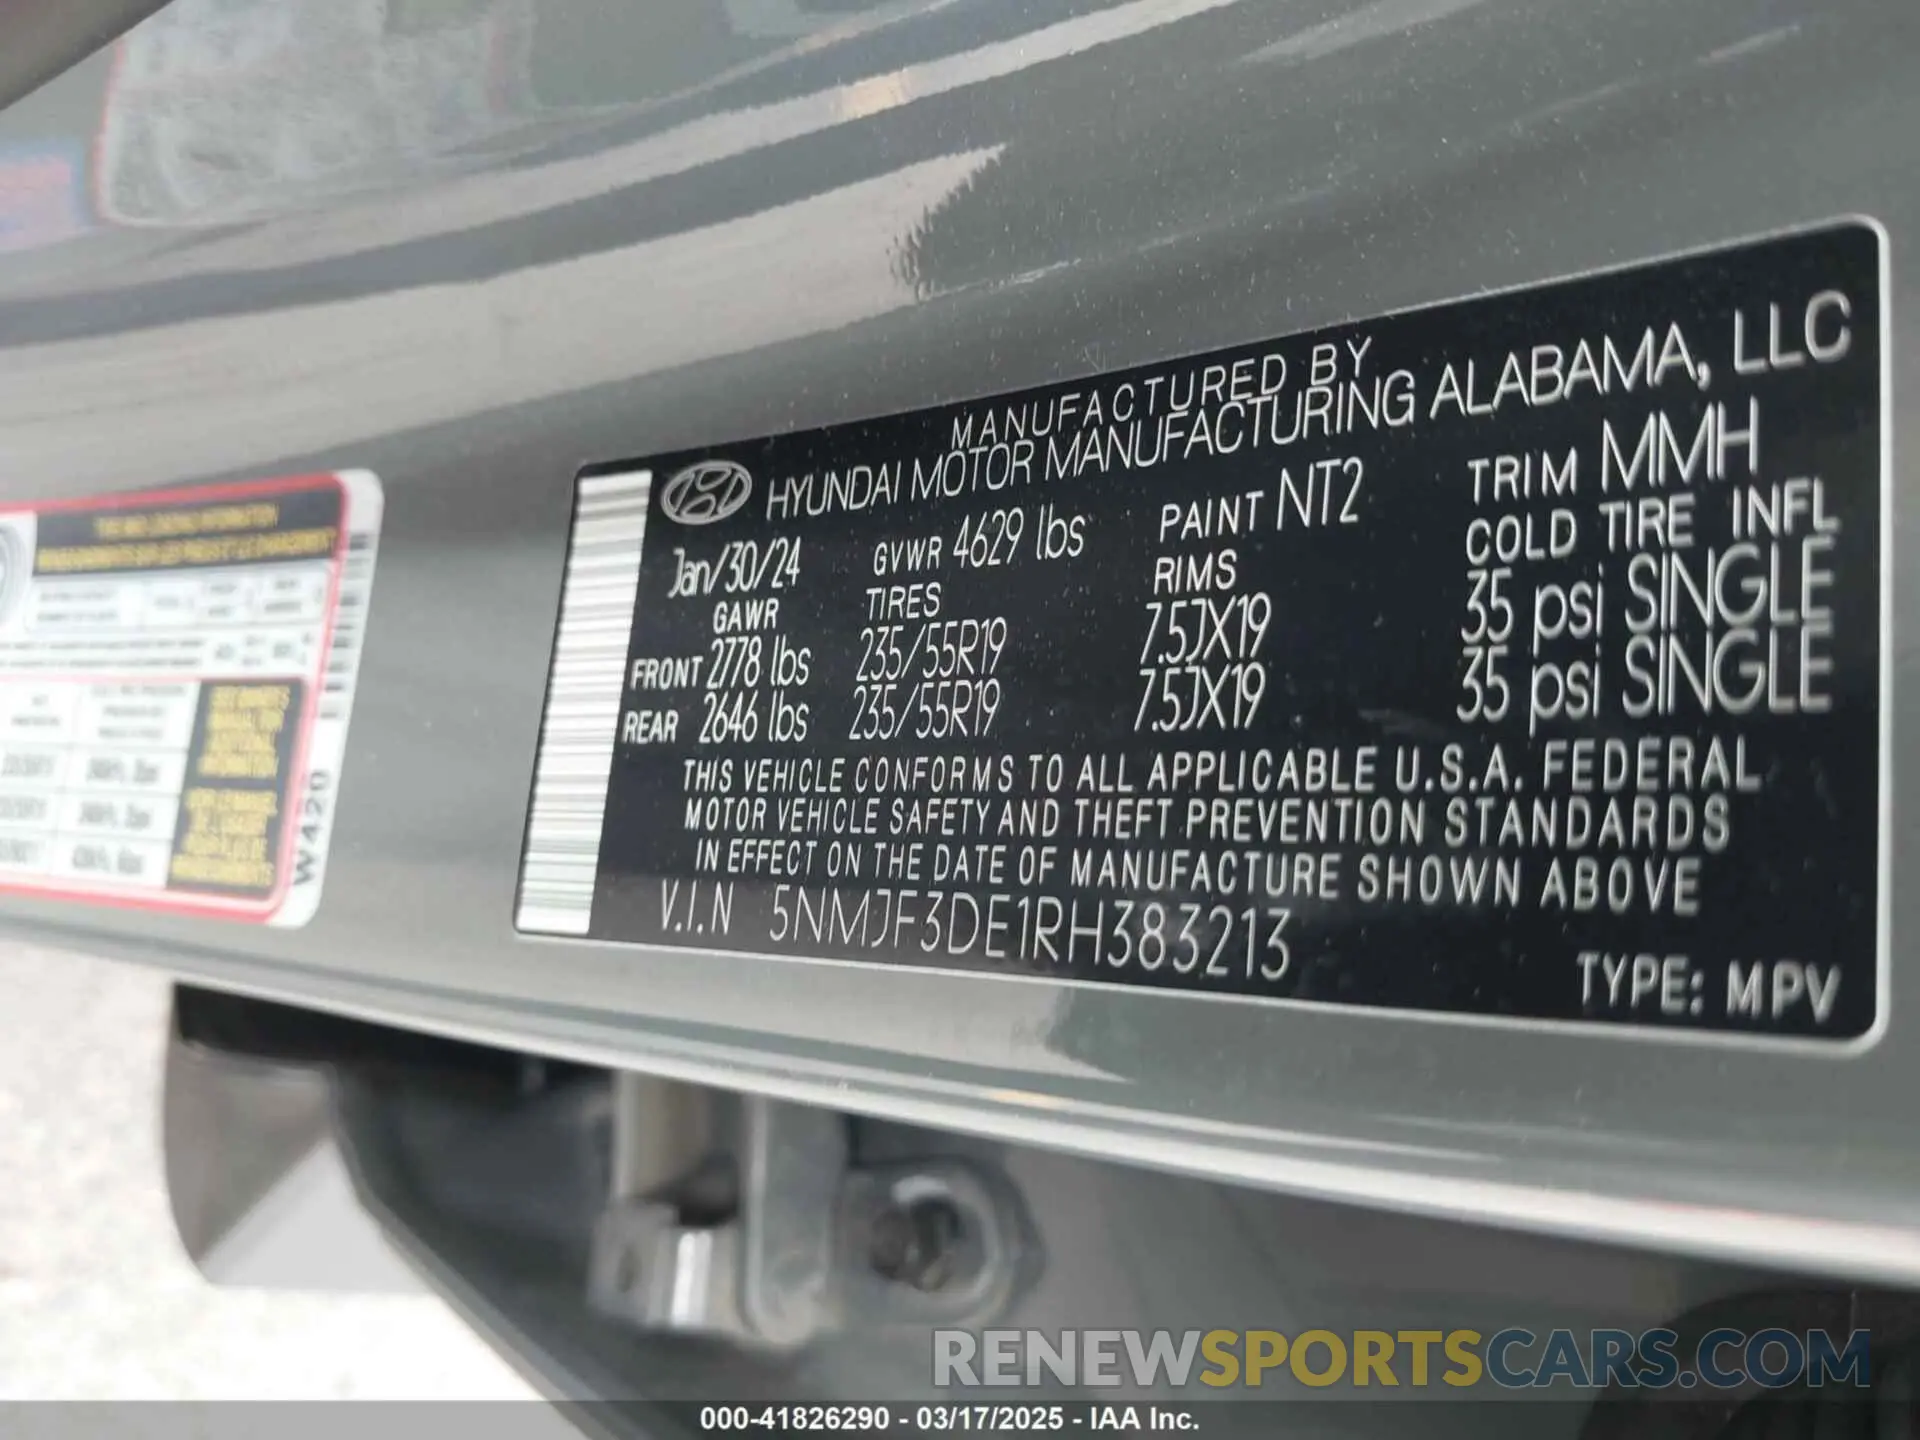 MANUFACTURED BY
HYUNDAI MOTOR MANUFACTURING ALABAMA, LLC
Jan/30/24 GVWR 4629 lbs PAINT NT2 TRIM MMH
GAWR TIRES RIMS COLD TIRE INFL
FRONT 2778 lbs 235/55R19 7.5JX19 35 psi SINGLE
REAR 2646 lbs 235/55R19 7.5JX19 35 psi SINGLE
THIS VEHICLE CONFORMS TO ALL APPLICABLE U.S.A. FEDERAL
MOTOR VEHICLE SAFETY AND THEFT PREVENTION STANDARDS
IN EFFECT ON THE DATE OF MANUFACTURE SHOWN ABOVE
V.I.N 5NMJF3DE1RH383213
TYPE: MPV
W420
RENEWSPORTSCARS.COM
000-41826290 - 03/17/2025 - IAA Inc.